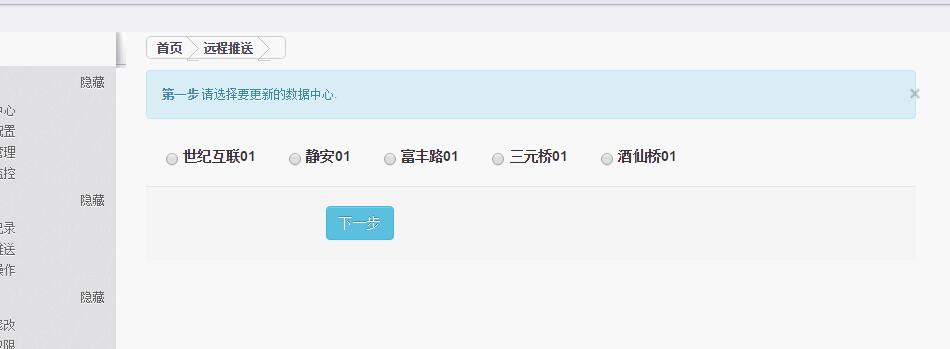 首页 远程推送
第一步 请选择要更新的数据中心.
世纪互联01 静安01 富丰路01 三元桥01 酒仙桥01
下一步
隐藏
中心
配置
管理
监控
隐藏
记录
推送
操作
隐藏
修改
权限